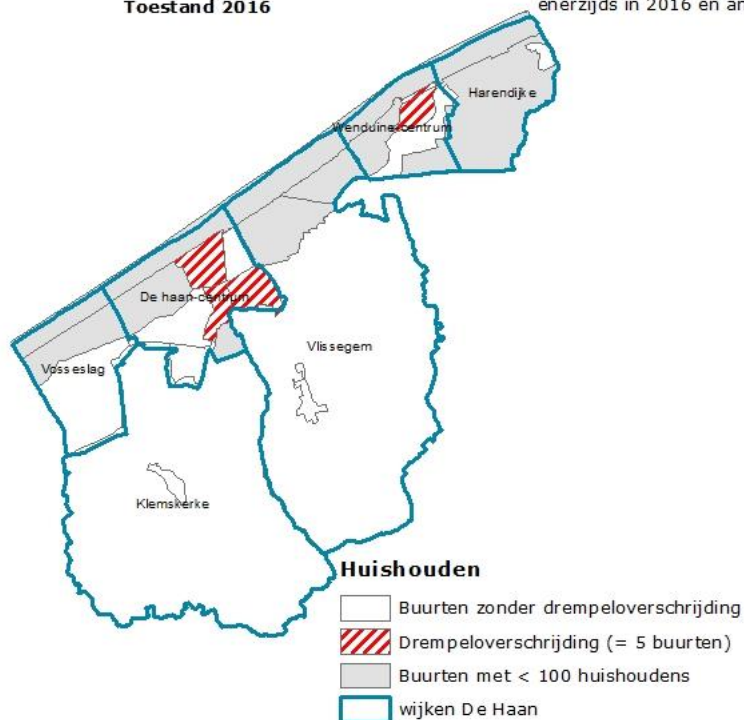 Toestand 2016
enerzijds in 2016 en
Harendijke
Wenduine-centrum
De haan-centrum
Vlissegem
Vosseslag
Klemskerke
Huishouden
Buurten zonder drempeloverschrijding
Drempeloverschrijding (= 5 buurten)
Buurten met < 100 huishoudens
wijken De Haan